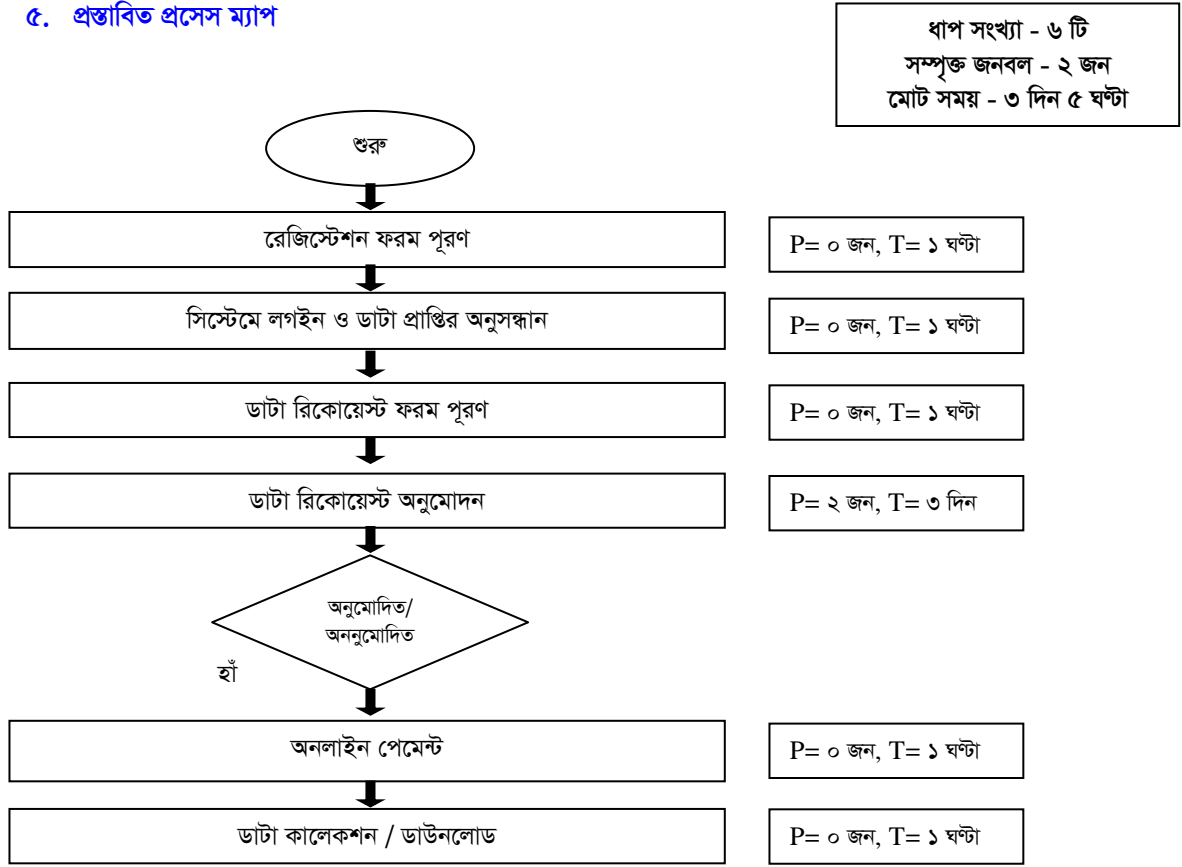 ৫. প্রস্তাবিত প্রসেস ম্যাপ
ধাপ সংখ্যা - ৬ টি
সম্পৃক্ত জনবল - ২ জন
মোট সময় - ৩ দিন ৫ ঘণ্টা
শুরু
রেজিস্টেশন ফরম পূরণ
P= ০ জন, T= ১ ঘণ্টা
সিস্টেমে লগইন ও ডাটা প্রাপ্তির অনুসন্ধান
P= ০ জন, T= ১ ঘণ্টা
ডাটা রিকোয়েস্ট ফরম পূরণ
P= ০ জন, T= ১ ঘণ্টা
ডাটা রিকোয়েস্ট অনুমোদন
P= ২ জন, T= ৩ দিন
অনুমোদিত/
অননুমোদিত
হাঁ
অনলাইন পেমেন্ট
P= ০ জন, T= ১ ঘণ্টা
ডাটা কালেকশন / ডাউনলোড
P= ০ জন, T= ১ ঘণ্টা